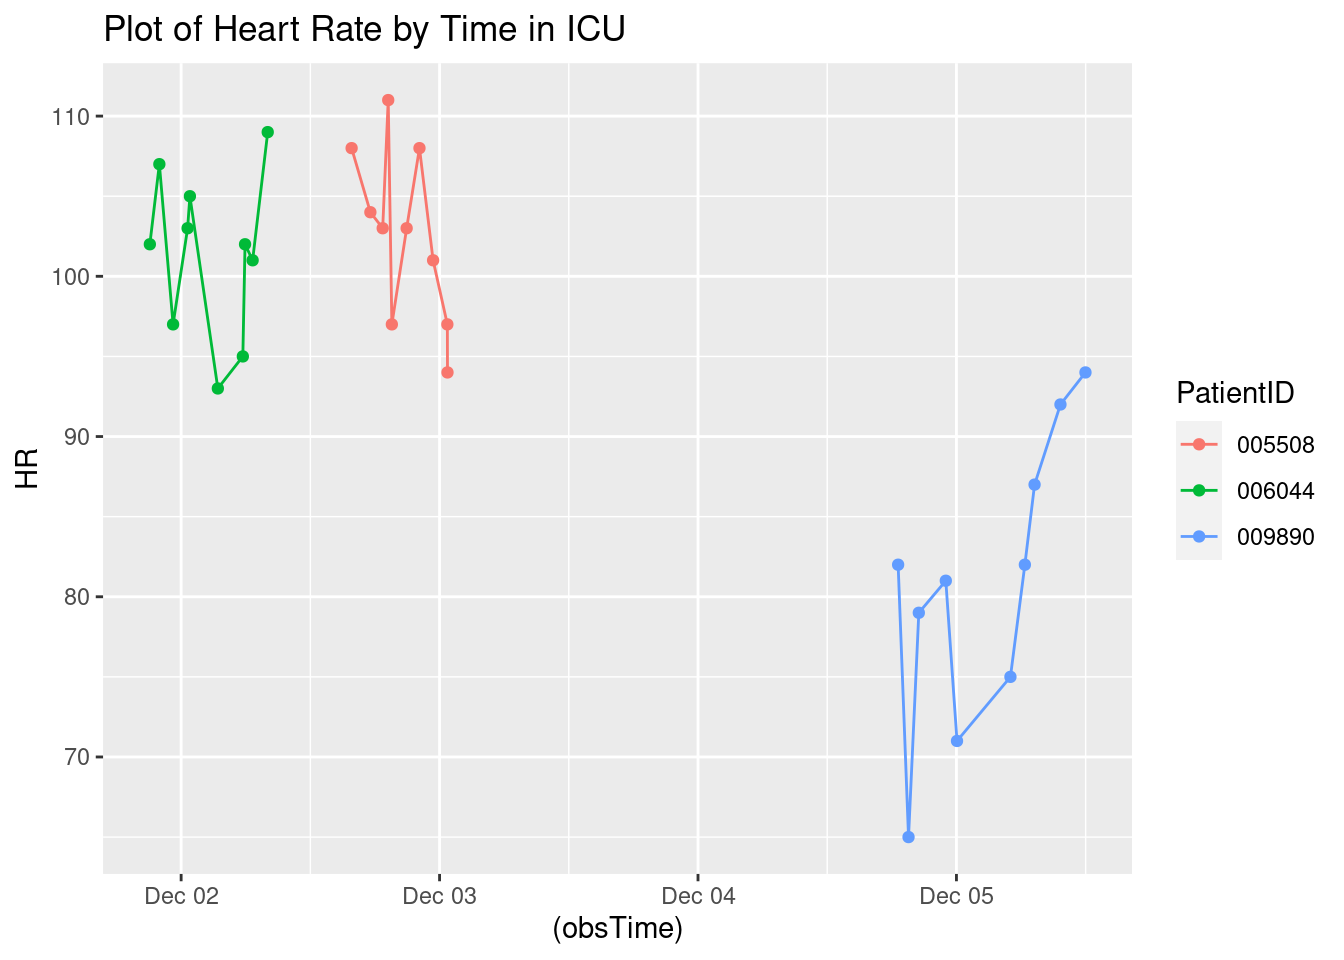 Plot of Heart Rate by Time in ICU
110
100
90
80
70
HR
Dec 02
Dec 03
Dec 04
Dec 05
(obsTime)
PatientID
005508
006044
009890